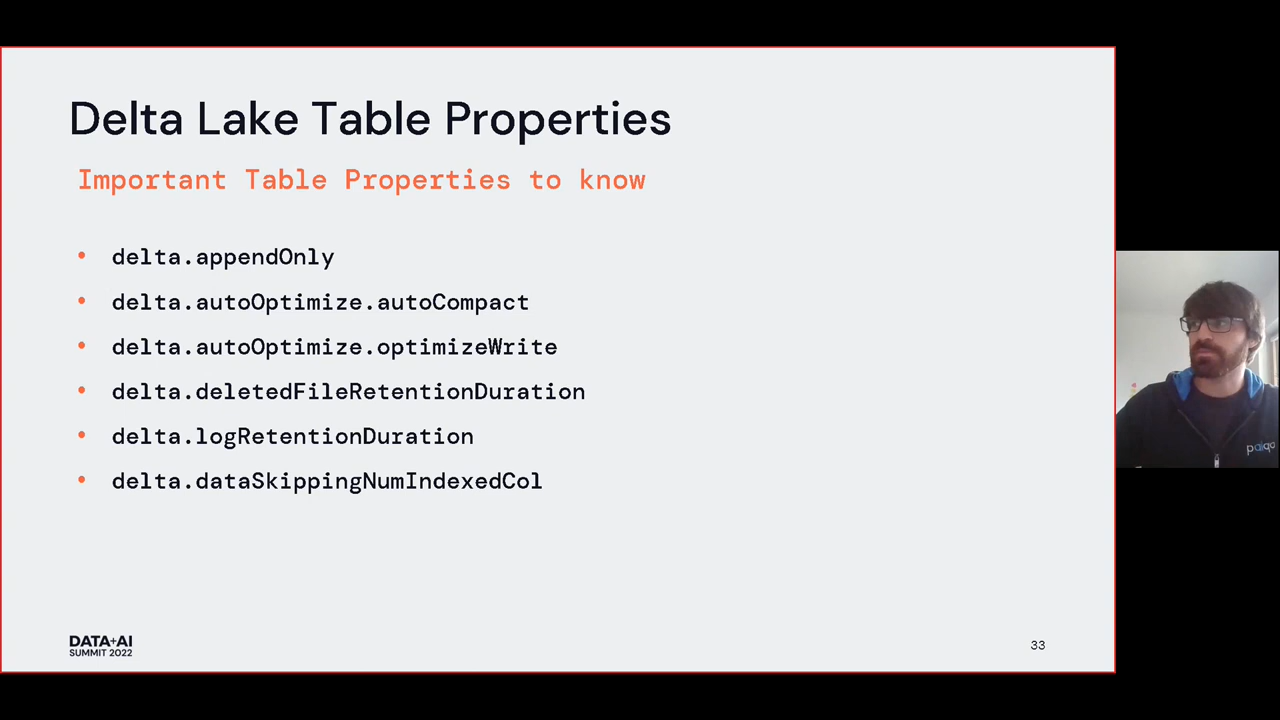 Delta Lake Table Properties
Important Table Properties to know
• delta.appendOnly
• delta.autoOptimize.autoCompact
• delta.autoOptimize.optimizeWrite
• delta.deletedFileRetentionDuration
• delta.logRetentionDuration
• delta.dataSkippingNumIndexedCol
DATA+AI
SUMMIT 2022
33